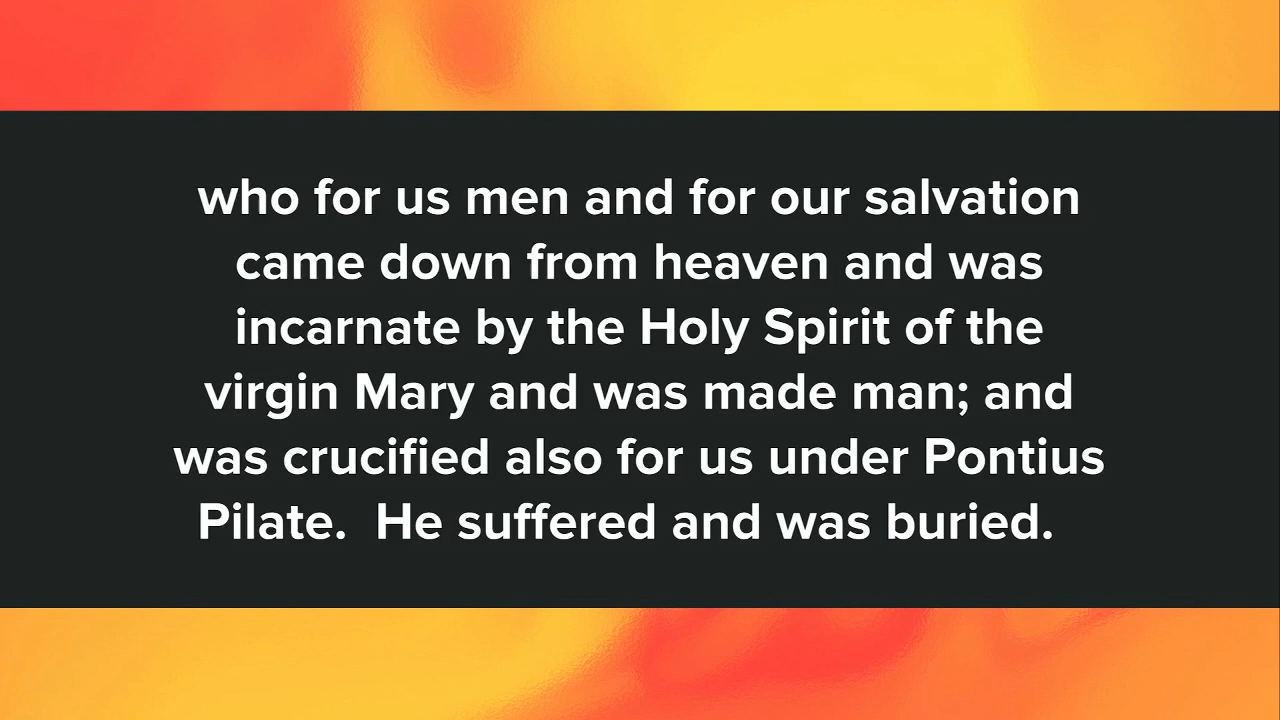 who for us men and for our salvation
came down from heaven and was
incarnate by the Holy Spirit of the
virgin Mary and was made man; and
was crucified also for us under Pontius
Pilate.  He suffered and was buried.